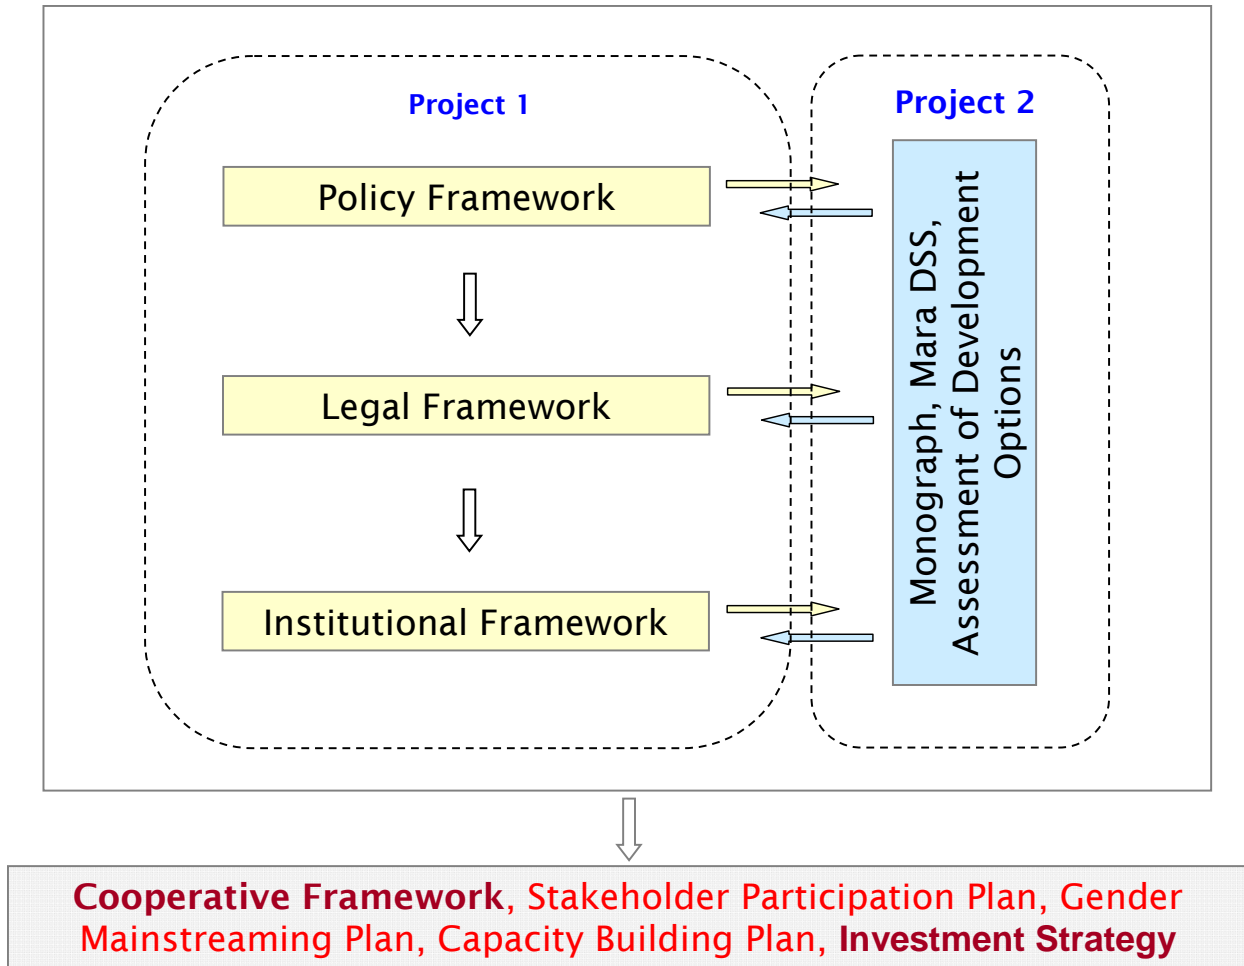 Project 1
Policy Framework
Legal Framework
Institutional Framework
Project 2
Monograph, Mara DSS,
Assessment of Development
Options
Cooperative Framework, Stakeholder Participation Plan, Gender
Mainstreaming Plan, Capacity Building Plan, Investment Strategy